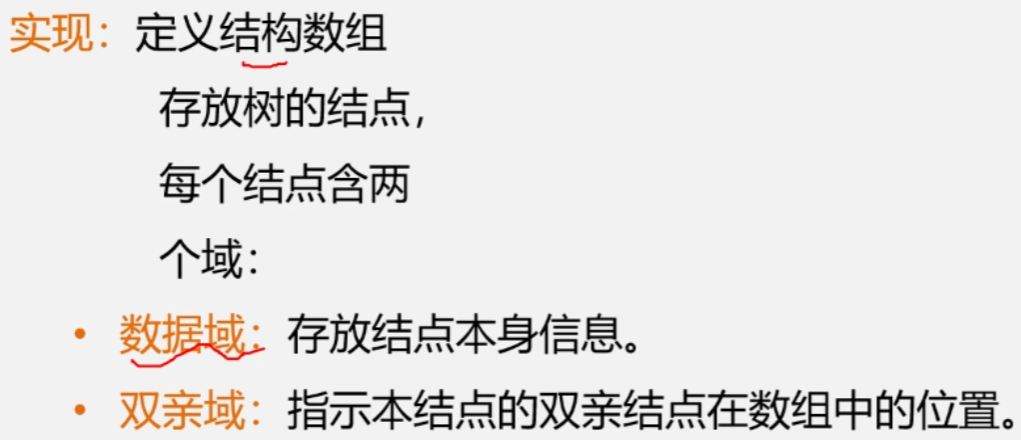 实现：定义结构数组
存放树的结点，
每个结点含两
个域：
• 数据域：存放结点本身信息。
• 双亲域：指示本结点的双亲结点在数组中的位置。